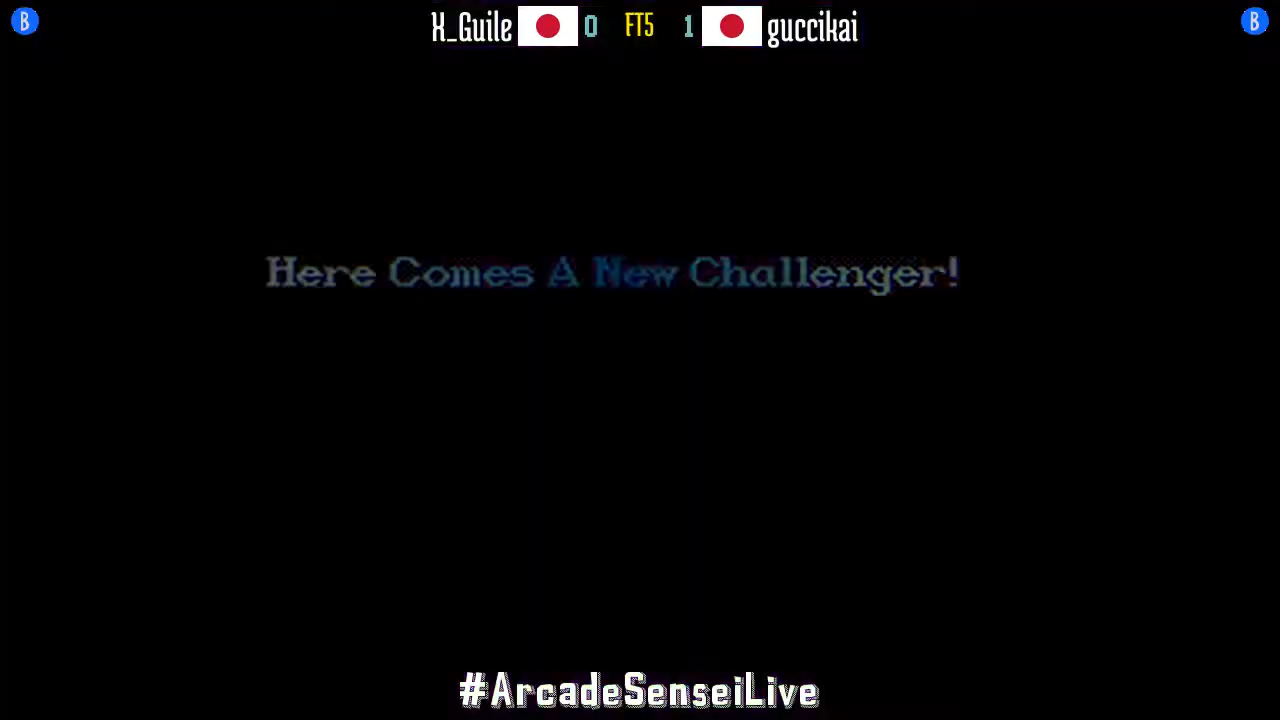 B X_Guile 0 FT5 1 guccikai B
Here Comes A New Challenger!
#ArcadeSenseiLive